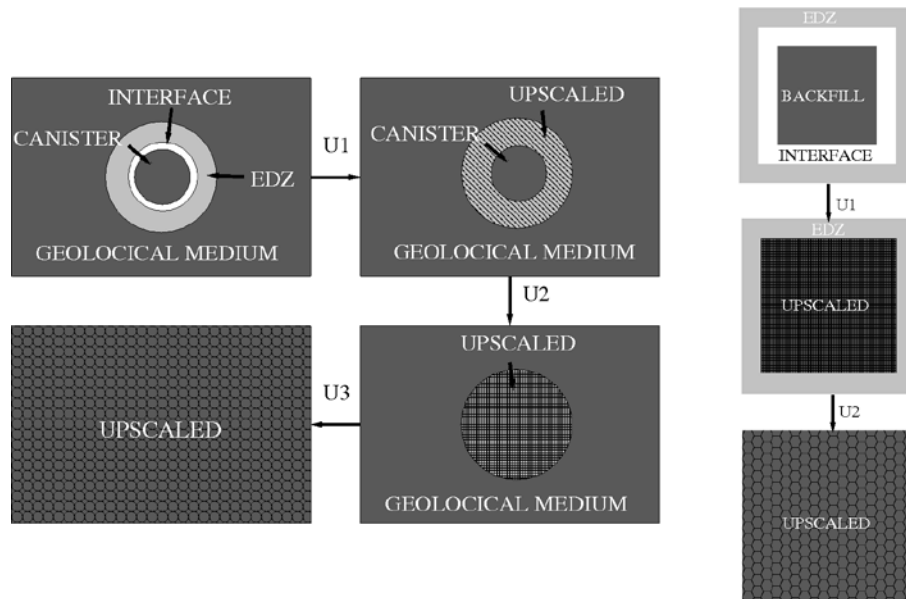 INTERFACE
CANISTER
EDZ
GEOLOCICAL MEDIUM
U1
UPSCALED
CANISTER
GEOLOCICAL MEDIUM
U2
UPSCALED
GEOLOCICAL MEDIUM
U3
UPSCALED
EDZ
BACKFILL
INTERFACE
U1
EDZ
UPSCALED
U2
UPSCALED